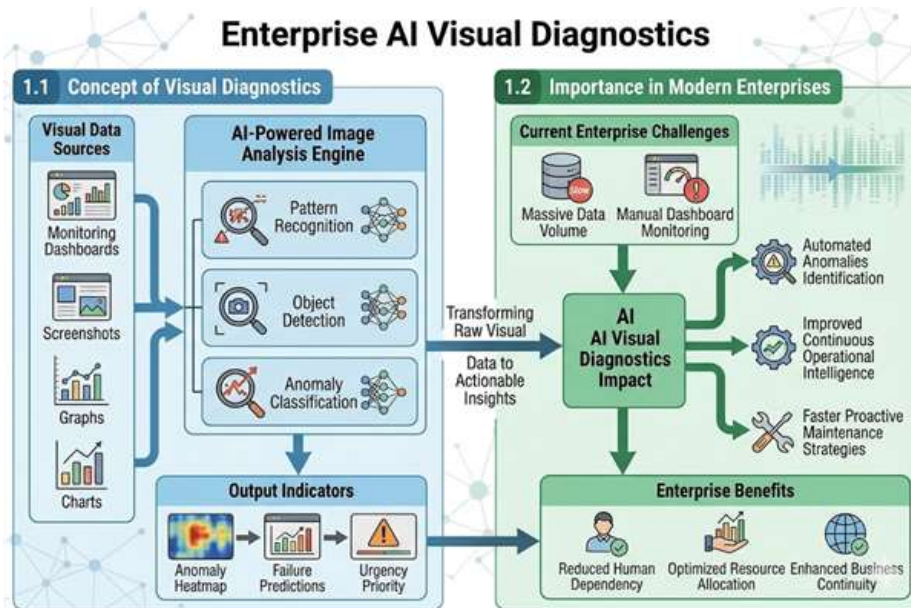 Enterprise AI Visual Diagnostics
1.1 Concept of Visual Diagnostics
Visual Data
Sources
Monitoring
Dashboards
Screenshots
Graphs
Charts
AI-Powered Image
Analysis Engine
Pattern
Recognition
Object
Detection
Anomaly
Classification
Output Indicators
Anomaly
Heatmap
Failure
Predictions
Urgency
Priority
Transforming
Raw Visual
Data to
Actionable
Insights
1.2 Importance in Modern Enterprises
Current Enterprise Challenges
Slow
Massive Data
Volume
Manual Dashboard
Monitoring
AI
AI Visual
Diagnostics
Impact
Automated
Anomalies
Identification
Improved
Continuous
Operational
Intelligence
Faster Proactive
Maintenance
Strategies
Enterprise Benefits
Reduced Human
Dependency
Optimized Resource
Allocation
Enhanced Business
Continuity